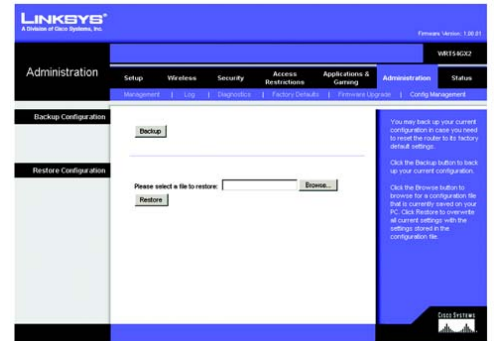 LINKSYS®
A Division of Cisco Systems, Inc.
Firmware Version: 1.00.01
WRT54GX2
Administration
Setup Wireless Security Access Restrictions Applications & Gaming Administration Status
Management | Log | Diagnostics | Factory Defaults | Firmware Upgrade | Config Management
Backup Configuration
Backup
Restore Configuration
Please select a file to restore: Browse...
Restore
You may back up your current
configuration in case you need
to reset the router to its factory
default settings.
Click the Backup button to back
up your current configuration.
Click the Browse button to
browse for a configuration file
that is currently saved on your
PC. Click Restore to overwrite
all current settings with the
settings stored in the
configuration file.
CISCO SYSTEMS